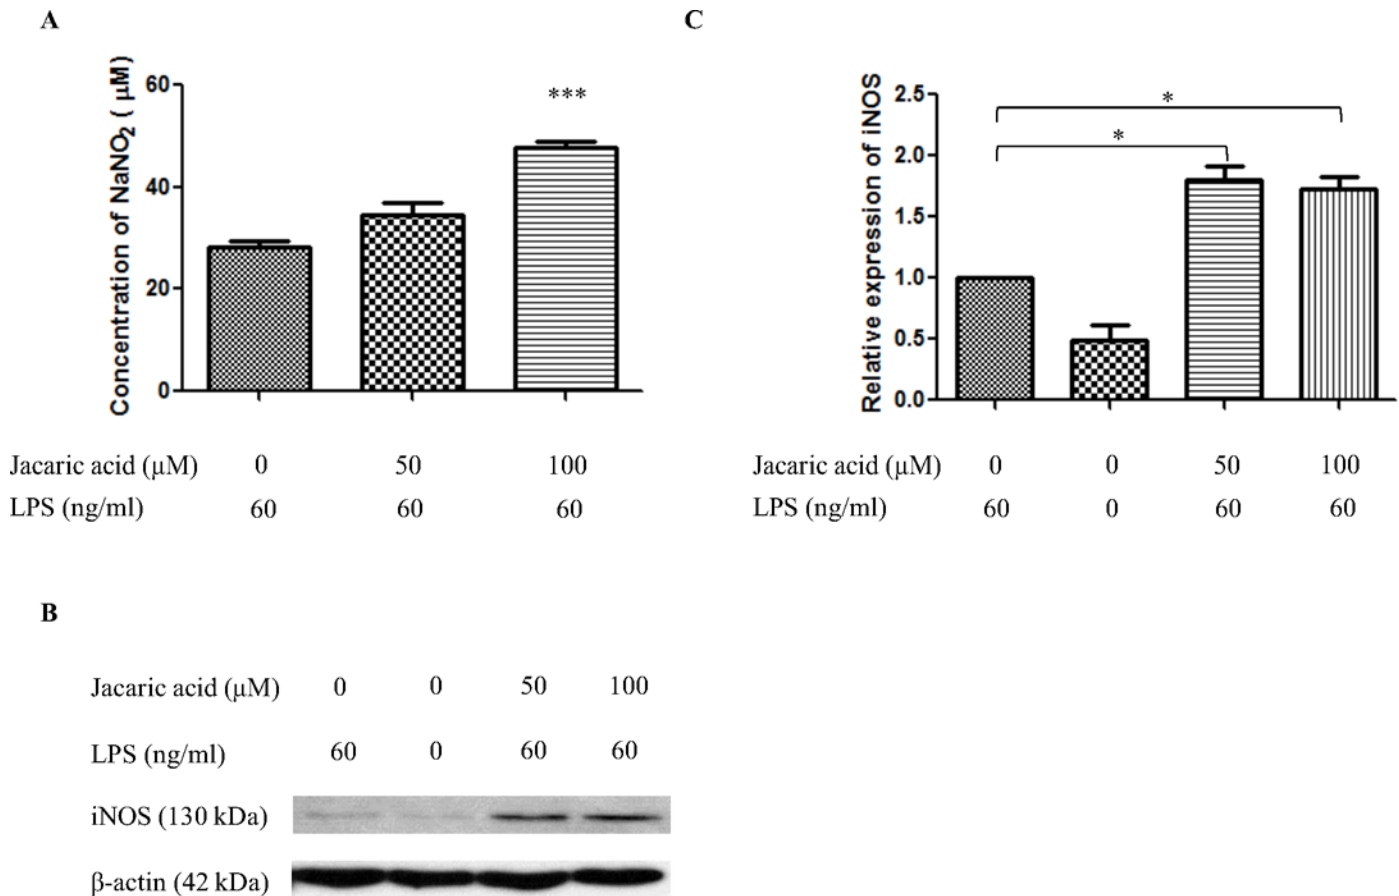 A
Concentration of NaNO2 ( μM)
60
40
20
0
***
Jacaric acid (μM) 0 50 100
LPS (ng/ml) 60 60 60
C
Relative expression of iNOS
2.5
2.0
1.5
1.0
0.5
0.0
*
*
Jacaric acid (μM) 0 0 50 100
LPS (ng/ml) 60 0 60 60
B
Jacaric acid (μM) 0 0 50 100
LPS (ng/ml) 60 0 60 60
iNOS (130 kDa)
β-actin (42 kDa)